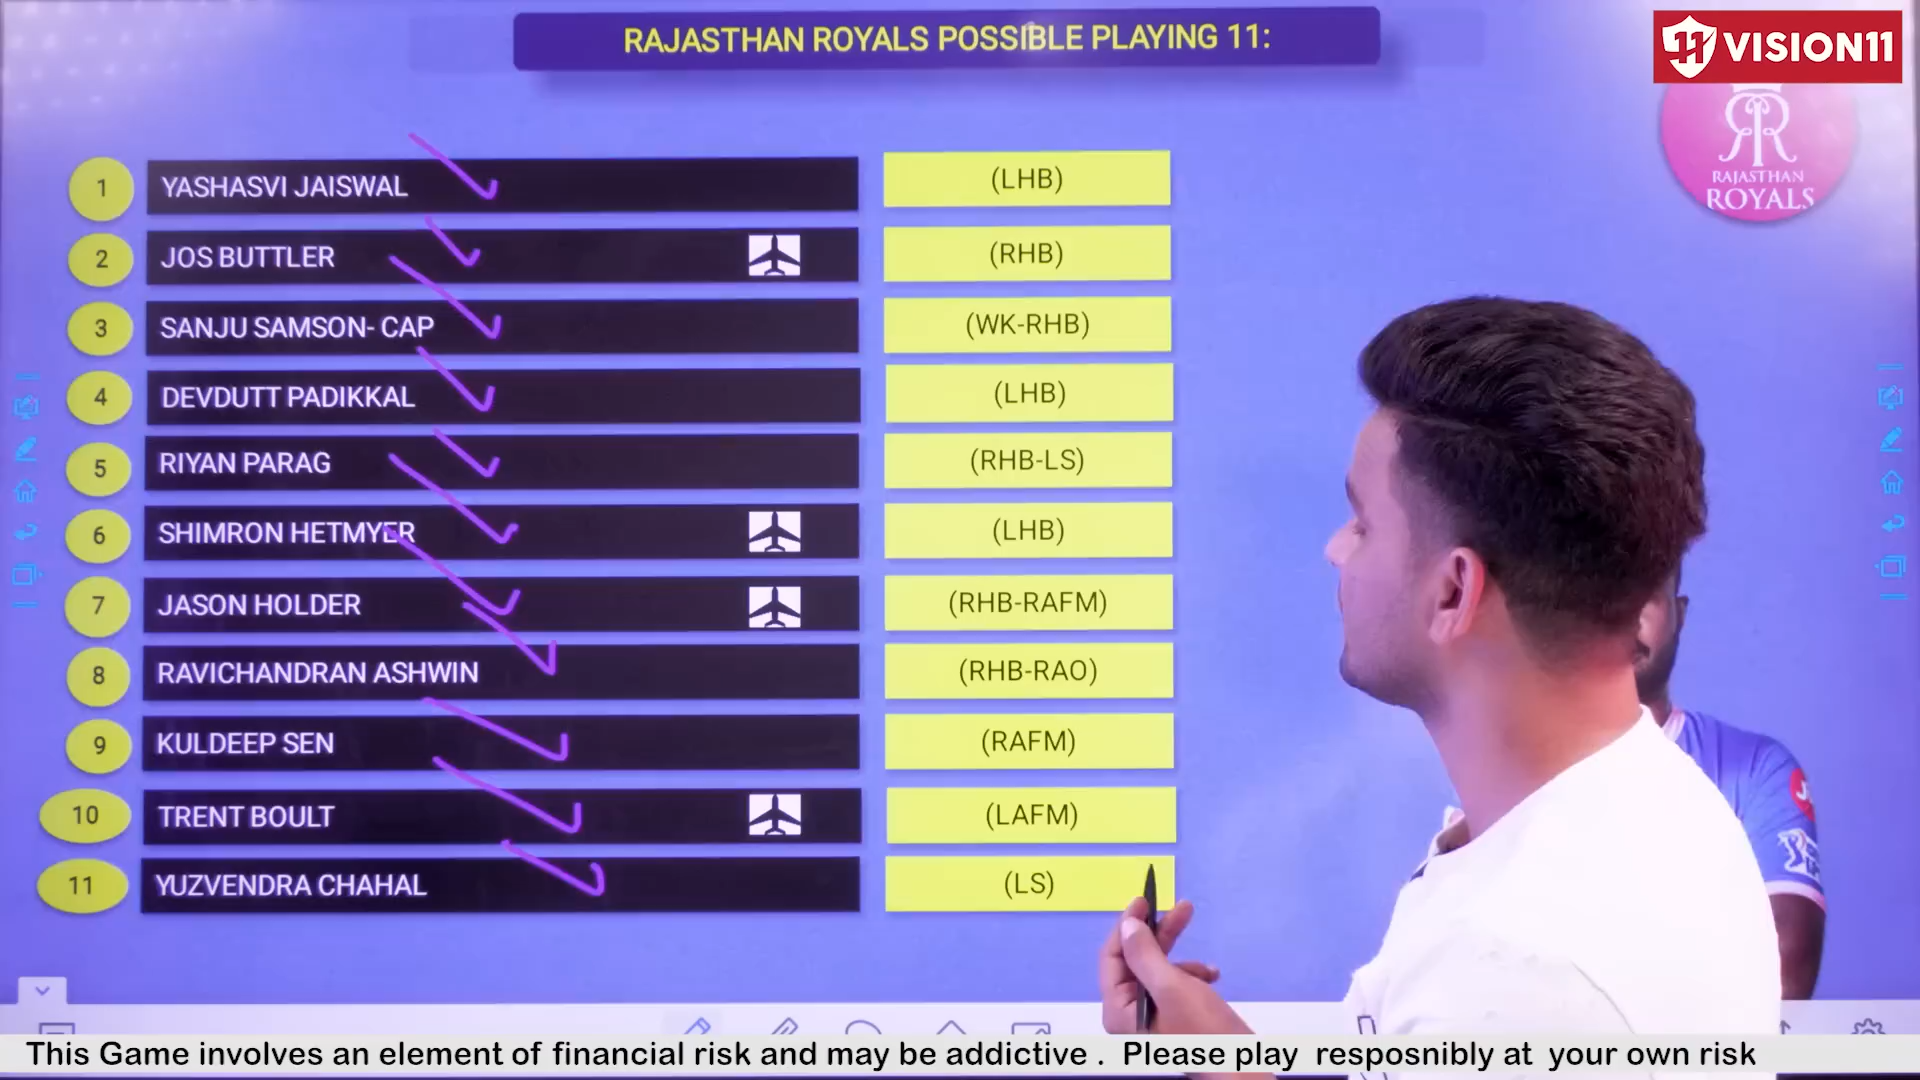 RAJASTHAN ROYALS POSSIBLE PLAYING 11:
VISION11
RAJASTHAN
ROYALS
1 YASHASVI JAISWAL (LHB)
2 JOS BUTTLER (RHB)
3 SANJU SAMSON- CAP (WK-RHB)
4 DEVDUTT PADIKKAL (LHB)
5 RIYAN PARAG (RHB-LS)
6 SHIMRON HETMYER (LHB)
7 JASON HOLDER (RHB-RAFM)
8 RAVICHANDRAN ASHWIN (RHB-RAO)
9 KULDEEP SEN (RAFM)
10 TRENT BOULT (LAFM)
11 YUZVENDRA CHAHAL (LS)
This Game involves an element of financial risk and may be addictive . Please play resposnibly at your own risk